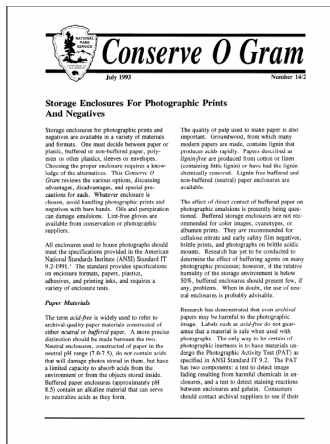 NATIONAL
PARK
SERVICE
Conserve O Gram
July 1993
Number 14/2
Storage Enclosures For Photographic Prints
And Negatives
Storage enclosures for photographic prints and
negatives are available in a variety of materials
and formats. One must decide between paper or
plastic, buffered or non-buffered paper, poly-
ester or other plastics, sleeves or envelopes.
Choosing the proper enclosure requires a know-
ledge of the alternatives. This Conserve O
Gram reviews the various options, discussing
advantages, disadvantages, and special pre-
cautions for each. Whatever enclosure is
chosen, avoid handling photographic prints and
negatives with bare hands. Oils and perspiration
can damage emulsions. Lint-free gloves are
available from conservation or photographic
suppliers.
All enclosures used to house photographs should
meet the specifications provided in the American
National Standards Institute (ANSI) Standard IT
9.2-1991.¹ The standard provides specifications
on enclosure formats, papers, plastics,
adhesives, and printing inks, and requires a
variety of enclosure tests.
Paper Materials
The term acid-free is widely used to refer to
archival-quality paper materials constructed of
either neutral or buffered paper. A more precise
distinction should be made between the two.
Neutral enclosures, constructed of paper in the
neutral pH range (7.0-7.5), do not contain acids
that will damage photos stored in them, but have
a limited capacity to absorb acids from the
environment or from the objects stored inside.
Buffered paper enclosures (approximately pH
8.5) contain an alkaline material that can serve
to neutralize acids as they form.
The quality of pulp used to make paper is also
important. Groundwood, from which many
modern papers are made, contains lignin that
produces acids rapidly. Papers described as
lignin-free are produced from cotton or linen
(containing little lignin) or have had the lignin
chemically removed. Lignin-free buffered and
non-buffered (neutral) paper enclosures are
available.
The effect of direct contact of buffered paper on
photographic emulsions is presently being ques-
tioned. Buffered storage enclosures are not rec-
ommended for color images, cyanotypes, or
albumen prints. They are recommended for
cellulose nitrate and early safety film negatives,
brittle prints, and photographs on brittle acidic
mounts. Research has yet to be conducted to
determine the effect of buffering agents on many
photographic processes; however, if the relative
humidity of the storage environment is below
50%, buffered enclosures should present few, if
any, problems. When in doubt, the use of neu-
tral enclosures is probably advisable.
Research has demonstrated that even archival
papers may be harmful to the photographic
image. Labels such as acid-free do not guar-
antee that a material is safe when used with
photographs. The only way to be certain of
photographic inertness is to have materials un-
dergo the Photographic Activity Test (PAT) as
specified in ANSI Standard IT 9.2. The PAT
has two components: a test to detect image
fading resulting from harmful chemicals in en-
closures, and a test to detect staining reactions
between enclosures and gelatin. Consumers
should contact archival suppliers to see if their